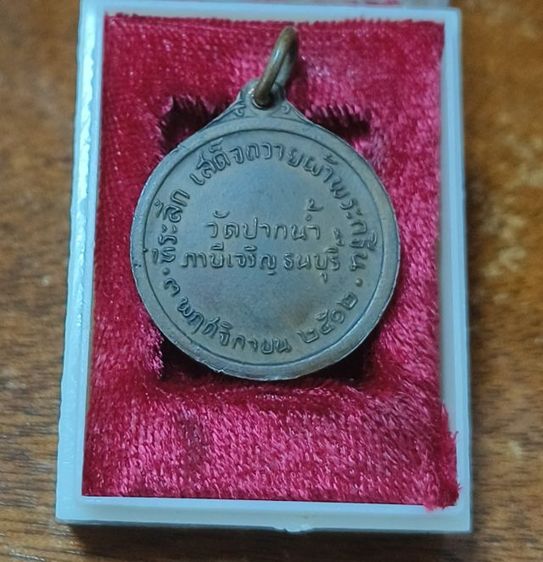 ที่ระลึก เสด็จถวายผ้าพระกฐิน
วัดปากน้ำ
ภาษีเจริญ ธนบุรี
๓ พฤศจิกายน ๒๕๑๒